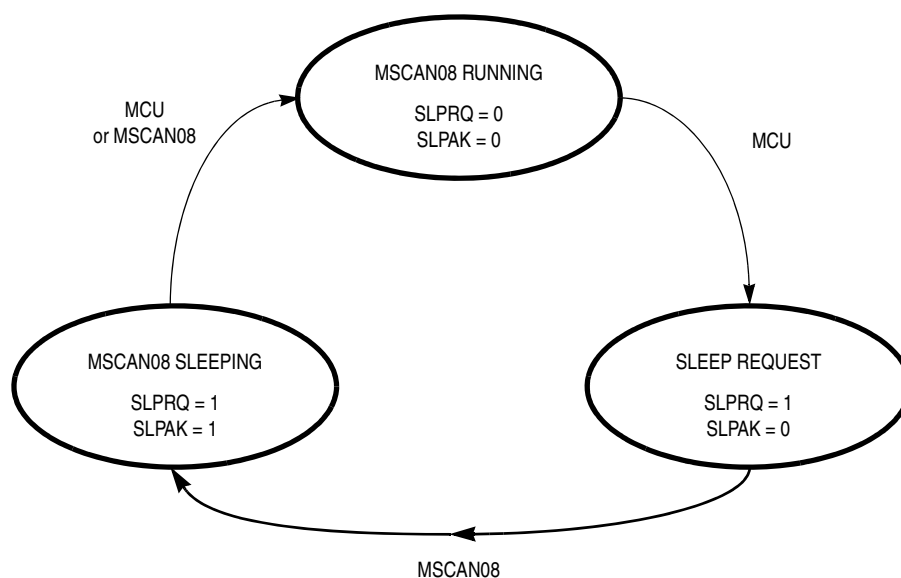 MSCAN08 RUNNING
SLPRQ = 0
SLPAK = 0
MCU
or MSCAN08
MCU
MSCAN08 SLEEPING
SLPRQ = 1
SLPAK = 1
SLEEP REQUEST
SLPRQ = 1
SLPAK = 0
MSCAN08